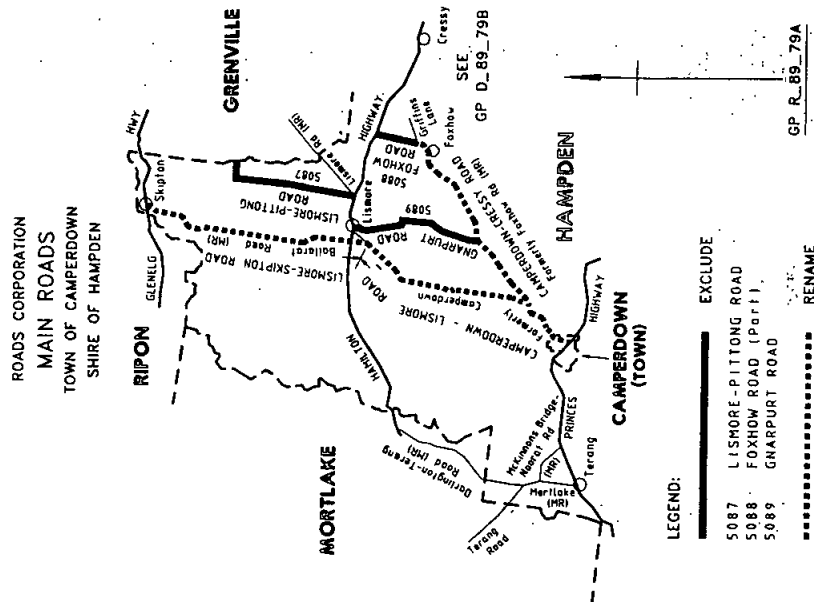 ROADS CORPORATION
MAIN ROADS
TOWN OF CAMPERDOWN
SHIRE OF HAMPDEN
RIPON
GRENVILLE
MORTLAKE
HAMPDEN
CAMPERDOWN
(TOWN)
GLENELG
HWY
Skipton
LISMORE-SKIPTON ROAD
Ballarat Road (MR)
LISMORE-PITTONG
ROAD
5087
Lismore Rd (MR)
HIGHWAY
Cressy
SEE
GP D_89_79B
Lismore
FOXHOW
ROAD
5088
Griffins
Lane
Foxhow
GNARPURT
ROAD
5089
CAMPERDOWN-CRESSY ROAD
Formerly Foxhow Rd (MR)
CAMPERDOWN - LISMORE ROAD
Formerly Camperdown
HAMILTON
Darlington-Terang
Road (MR)
McKinnons Bridge-
Noorat Rd
(MR)
PRINCES
HIGHWAY
Terang
Mortlake
(MR)
Terang
Road
LEGEND:
EXCLUDE
5087 LISMORE-PITTONG ROAD
5088 FOXHOW ROAD (Part)
5089 GNARPURT ROAD
RENAME
GP R_89_79A